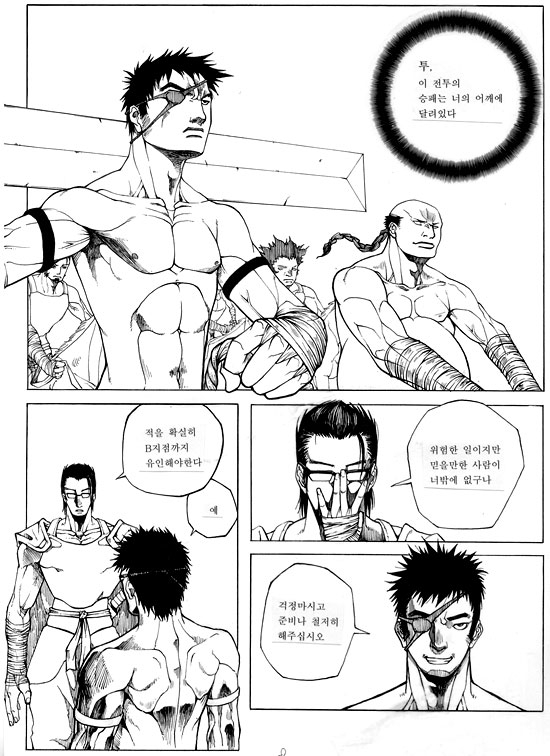 투,
이 전투의
승패는 너의 어깨에
달리있다
적을 확실히
B지점까지
유인해야한다
예
위험한 일이지만
믿을만한 사람이
너밖에 없구나
걱정마시고
준비나 철저히
해주십시오